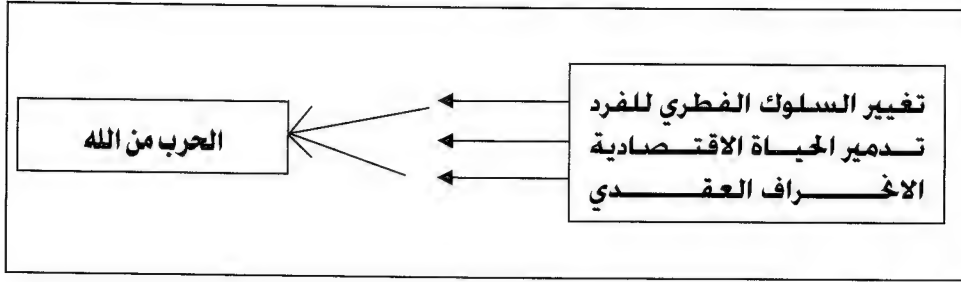 تغيير السلوك الفطري للفرد
تدمير الحياة الاقتصادية
الانحراف العقدي
الحرب من الله